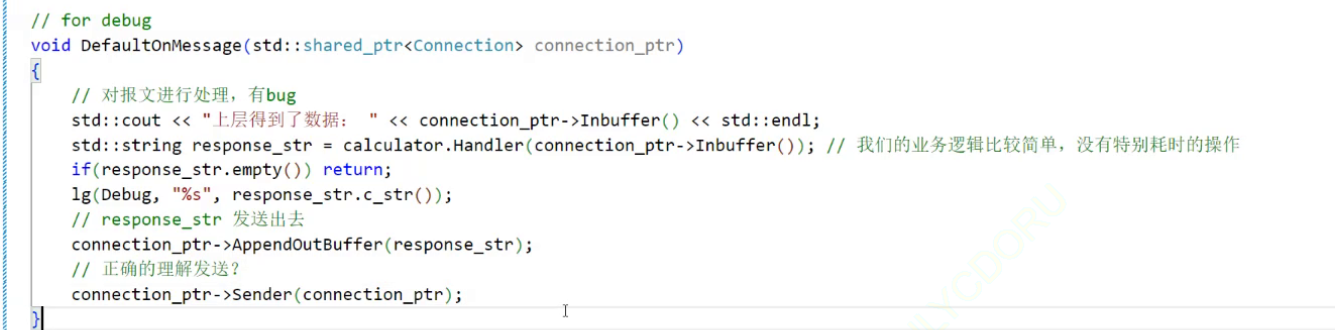 // for debug
void DefaultOnMessage(std::shared_ptr<Connection> connection_ptr)
{
    // 对报文进行处理，有bug
    std::cout << "上层得到了数据： " << connection_ptr->Inbuffer() << std::endl;
    std::string response_str = calculator.Handler(connection_ptr->Inbuffer()); // 我们的业务逻辑比较简单，没有特别耗时的操作
    if(response_str.empty()) return;
    lg(Debug, "%s", response_str.c_str());
    // response_str 发送出去
    connection_ptr->AppendOutBuffer(response_str);
    // 正确的理解发送？
    connection_ptr->Sender(connection_ptr);
}